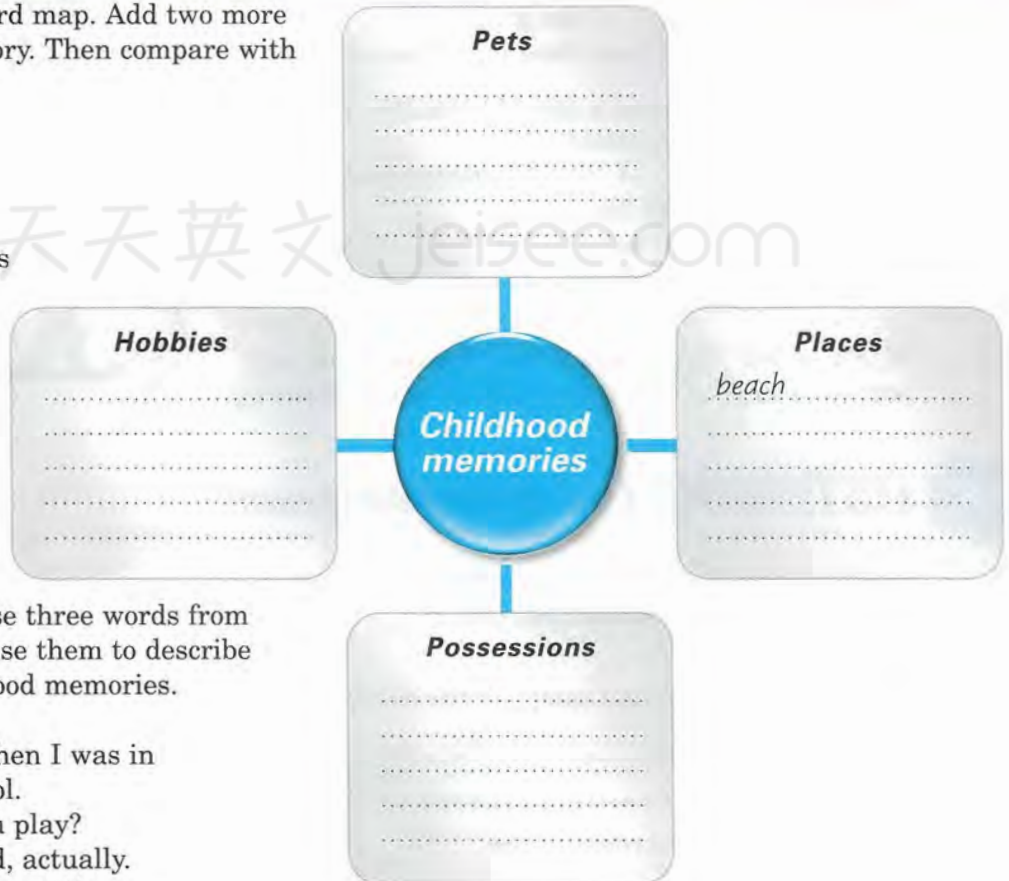 rd map. Add two more
ory. Then compare with
Pets
天天英文 jeisee.com
s
Hobbies
Places
beach
Childhood
memories
se three words from
se them to describe
ood memories.
Possessions
hen I was in
ol.
u play?
d, actually.